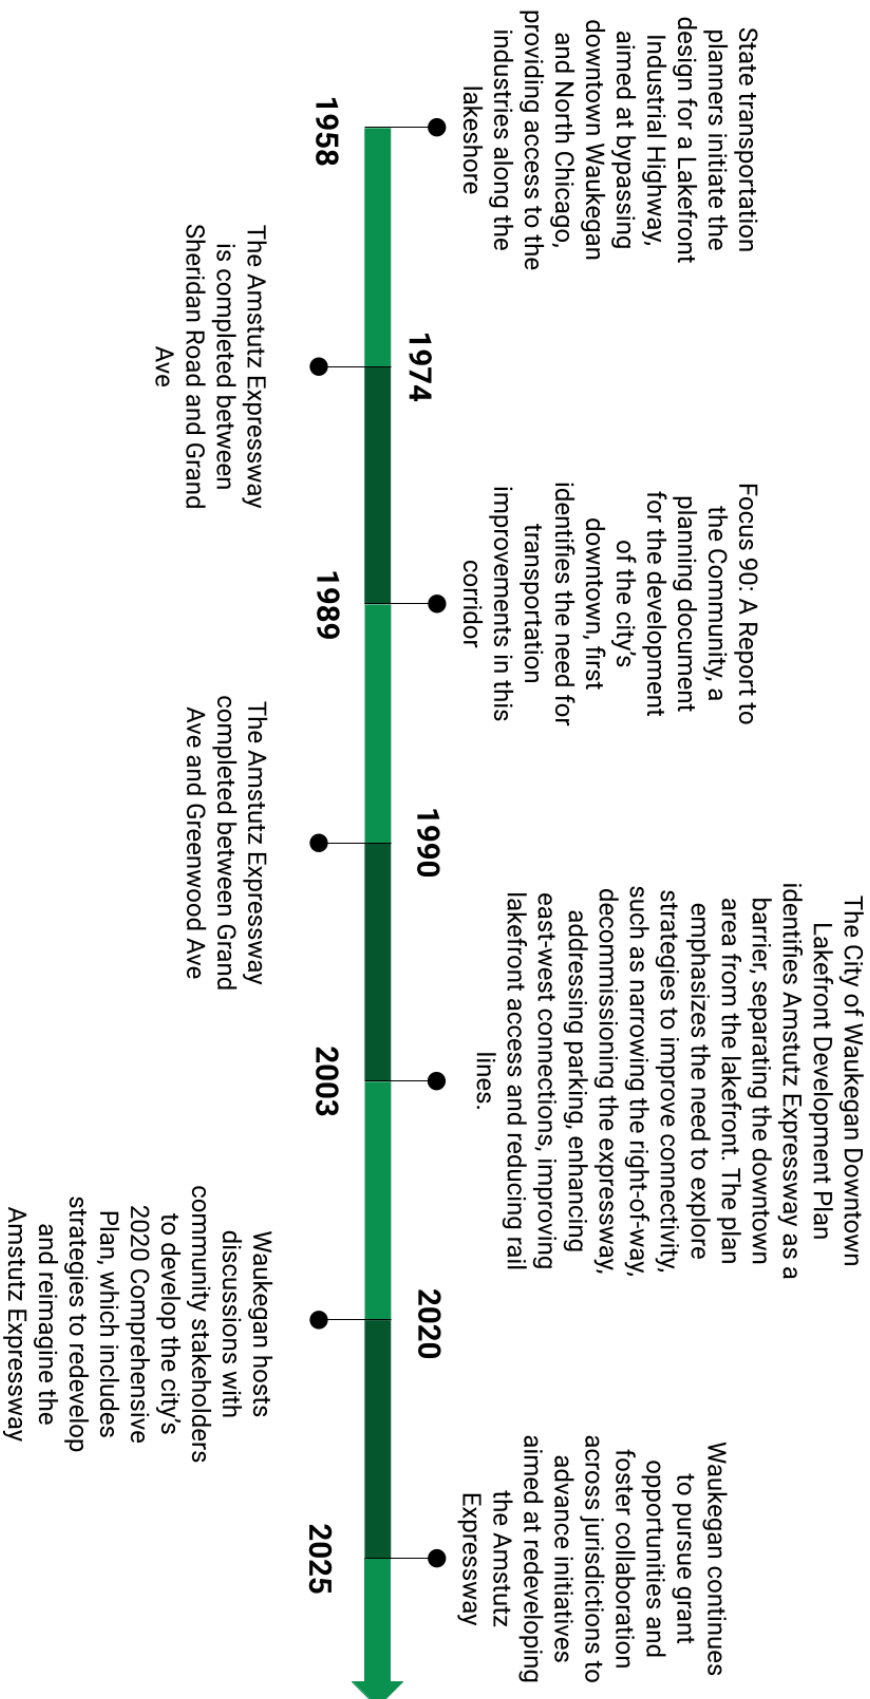 State transportation
planners initiate the
design for a Lakefront
Industrial Highway,
aimed at bypassing
downtown Waukegan
and North Chicago,
providing access to the
industries along the
lakeshore
1958
1974
The Amstutz Expressway
is completed between
Sheridan Road and Grand
Ave
Focus 90: A Report to
the Community, a
planning document
for the development
of the city's
downtown, first
identifies the need for
transportation
improvements in this
corridor
1989
1990
The Amstutz Expressway
completed between Grand
Ave and Greenwood Ave
The City of Waukegan Downtown
Lakefront Development Plan
identifies Amstutz Expressway as a
barrier, separating the downtown
area from the lakefront. The plan
emphasizes the need to explore
strategies to improve connectivity,
such as narrowing the right-of-way,
decommissioning the expressway,
addressing parking, enhancing
east-west connections, improving
lakefront access and reducing rail
lines.
2003
2020
Waukegan hosts
discussions with
community stakeholders
to develop the city's
2020 Comprehensive
Plan, which includes
strategies to redevelop
and reimagine the
Amstutz Expressway
Waukegan continues
to pursue grant
opportunities and
foster collaboration
across jurisdictions to
advance initiatives
aimed at redeveloping
the Amstutz
Expressway
2025